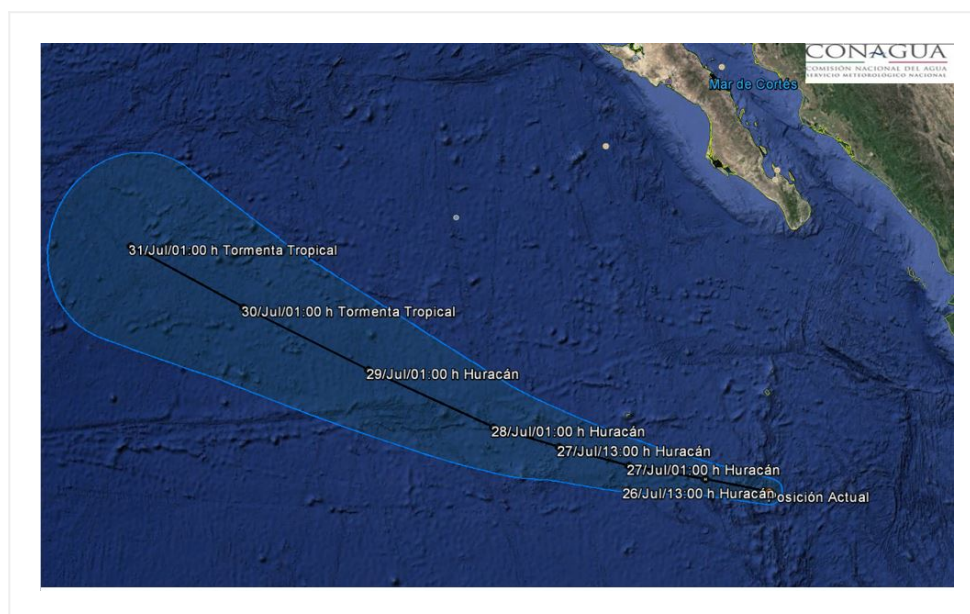 CONAGUA
COMISIÓN NACIONAL DEL AGUA
SERVICIO METEOROLÓGICO NACIONAL
Mar de Cortés
31/Jul/01:00 h Tormenta Tropical
30/Jul/01:00 h Tormenta Tropical
29/Jul/01:00 h Huracán
28/Jul/01:00 h Huracán
27/Jul/13:00 h Huracán
27/Jul/01:00 h Huracán
26/Jul/13:00 h Huracán
osición Actual